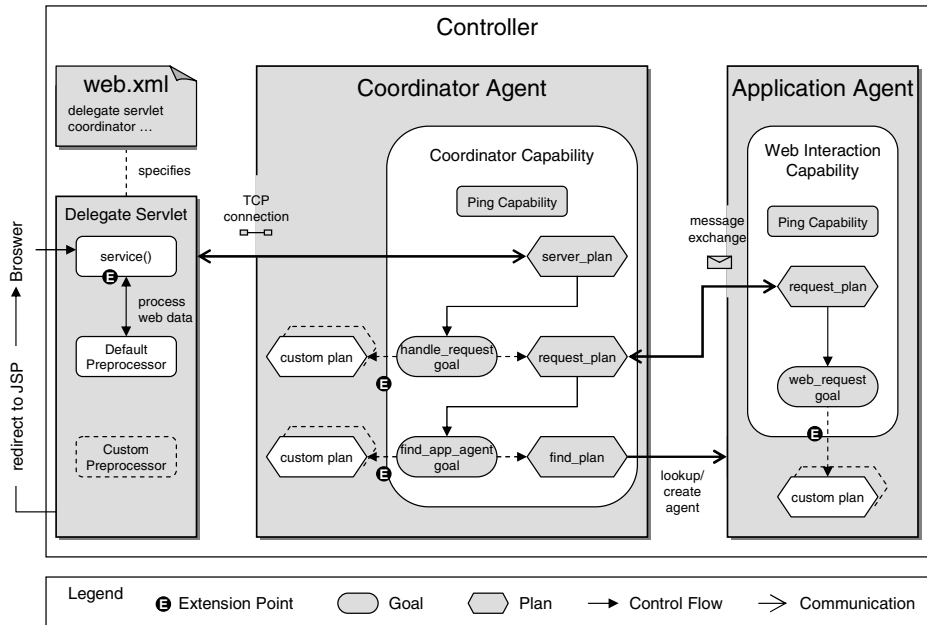 Controller
web.xml
delegate servlet
coordinator ...
specifies
Delegate Servlet
service()
E
process
web data
Default
Preprocessor
Custom
Preprocessor
Broswer
redirect to JSP
TCP
connection
Coordinator Agent
Coordinator Capability
Ping Capability
server_plan
custom plan
handle_request
goal
request_plan
E
custom plan
find_app_agent
goal
find_plan
E
message
exchange
lookup/
create
agent
Application Agent
Web Interaction
Capability
Ping Capability
request_plan
web_request
goal
E
custom plan
Legend
E Extension Point
Goal
Plan
Control Flow
Communication